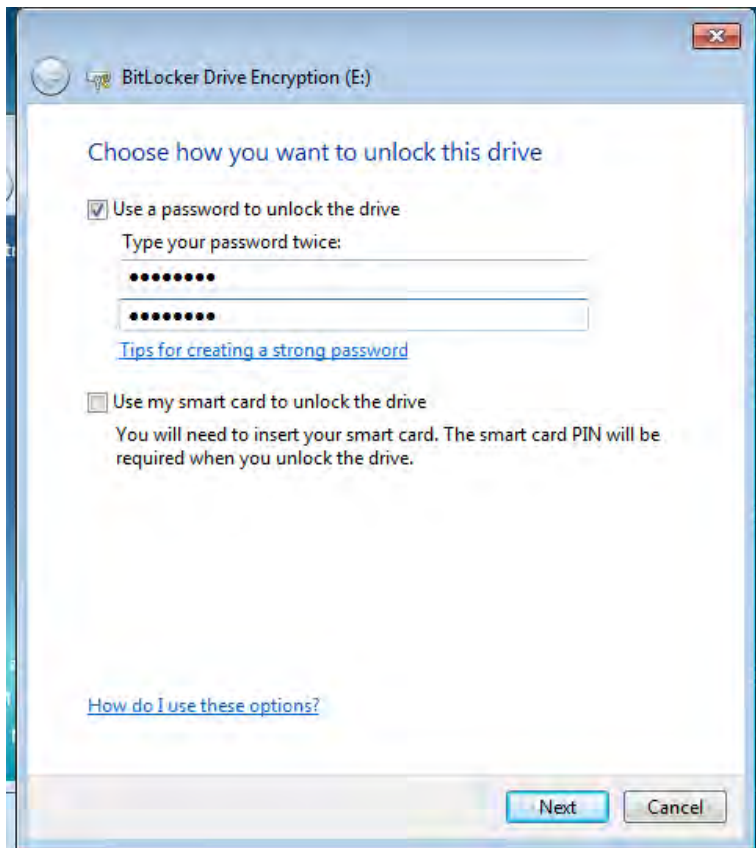 BitLocker Drive Encryption (E:)
Choose how you want to unlock this drive
Use a password to unlock the drive
Type your password twice:
●●●●●●●●
●●●●●●●●
Tips for creating a strong password
Use my smart card to unlock the drive
You will need to insert your smart card. The smart card PIN will be
required when you unlock the drive.
How do I use these options?
Next Cancel